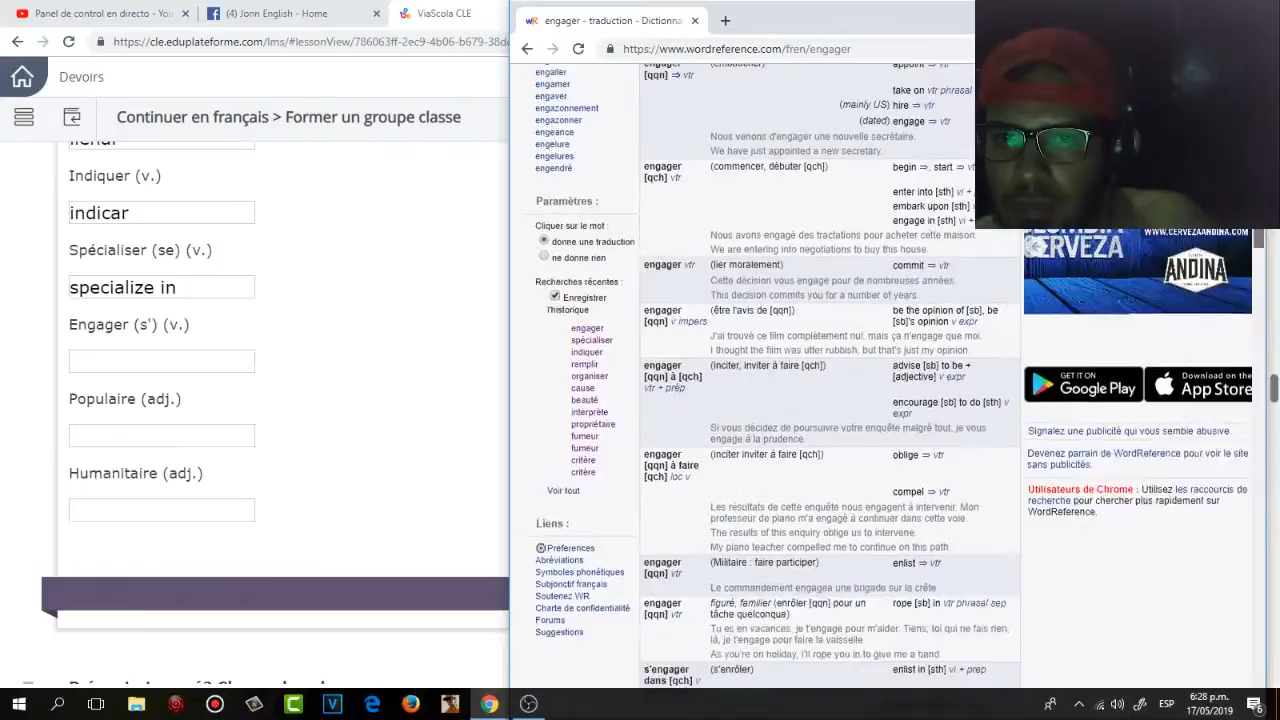 Panel de control en directo - You
(4) Jonn English - Home
ViaScola CLE
engager - traduction - Dictionna
https://cle.eduplateforme.com/lms/#lessonView/786063ff-2ec9-4b06-b679-38d
https://www.wordreference.com/fren/engager
Devoirs
Continuer en français > Former un groupe classe
Indiquer (v.)
indicar
Spécialiser (se) (v.)
specialize in
Engager (s') (v.)
Populaire (adj.)
Humanitaire (adj.)
engaller
engamer
engaver
engazonnement
engazonner
engeance
engelure
engelures
engendré
Paramètres :
Cliquer sur le mot :
donne une traduction
ne donne rien
Recherches récentes :
Enregistrer
l'historique
engager
spécialiser
indiquer
remplir
organiser
cause
beauté
interprète
propriétaire
fumeur
fumeur
critère
critère
Voir tout
Liens :
Préférences
Abréviations
Symboles phonétiques
Subjonctif français
Soutenez WR
Charte de confidentialité
Forums
Suggestions
engager (embaucher) appoint ⇒ vtr
[qqn] ⇒ vtr
take on vtr phrasal
(mainly US) hire ⇒ vtr
(dated) engage ⇒ vtr
Nous venons d'engager une nouvelle secrétaire.
We have just appointed a new secretary.
engager (commencer, débuter [qch]) begin ⇒, start ⇒ vt
[qch] vtr
enter into [sth] vi +
embark upon [sth]
engage in [sth] vi +
Nous avons engagé des tractations pour acheter cette maison.
We are entering into negotiations to buy this house.
engager vtr (lier moralement) commit ⇒ vtr
Cette décision vous engage pour de nombreuses années.
This decision commits you for a number of years.
engager (être l'avis de [qqn]) be the opinion of [sb], be
[qqn] v impers [sb]'s opinion v expr
J'ai trouvé ce film complètement nul, mais ça n'engage que moi.
I thought the film was utter rubbish, but that's just my opinion.
engager (inciter, inviter à faire [qch]) advise [sb] to be +
[qqn] à [qch] [adjective] v expr
vtr + prép
encourage [sb] to do [sth] v
expr
Si vous décidez de poursuivre votre enquête malgré tout, je vous
engage à la prudence.
engager (inciter inviter à faire [qch]) oblige ⇒ vtr
[qqn] à faire
[qch] loc v
compel ⇒ vtr
Les résultats de cette enquête nous engagent à intervenir. Mon
professeur de piano m'a engagé à continuer dans cette voie.
The results of this enquiry oblige us to intervene.
My piano teacher compelled me to continue on this path.
engager (Militaire : faire participer) enlist ⇒ vtr
[qqn] vtr
Le commandement engagea une brigade sur la crête
engager figuré, familier (enrôler [qqn] pour un rope [sb] in vtr phrasal sep
[qqn] vtr tâche quelconque)
Tu es en vacances, je t'engage pour m'aider. Tiens, toi qui ne fais rien,
là, je t'engage pour faire la vaisselle.
As you're on holiday, I'll rope you in to give me a hand.
s'engager (s'enrôler) enlist in [sth] vi + prep
dans [qch] v
WWW.CERVEZAANDINA.COM
CERVEZA
ANDINA
GET IT ON
Google Play
Download on the
App Store
Signalez une publicité qui vous semble abusive.
Devenez parrain de WordReference pour voir le site
sans publicités.
Utilisateurs de Chrome : Utilisez les raccourcis de
recherche pour chercher plus rapidement sur
WordReference.
ESP
6:28 p.m.
17/05/2019
6